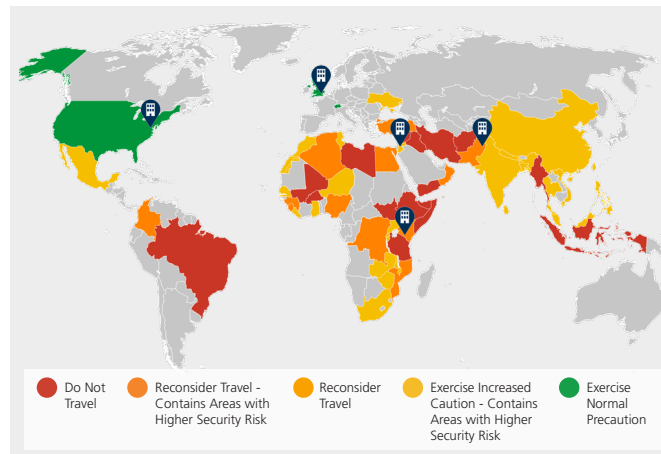 Do Not
Travel
Reconsider Travel -
Contains Areas with
Higher Security Risk
Reconsider
Travel
Exercise Increased
Caution - Contains
Areas with Higher
Security Risk
Exercise
Normal
Precaution